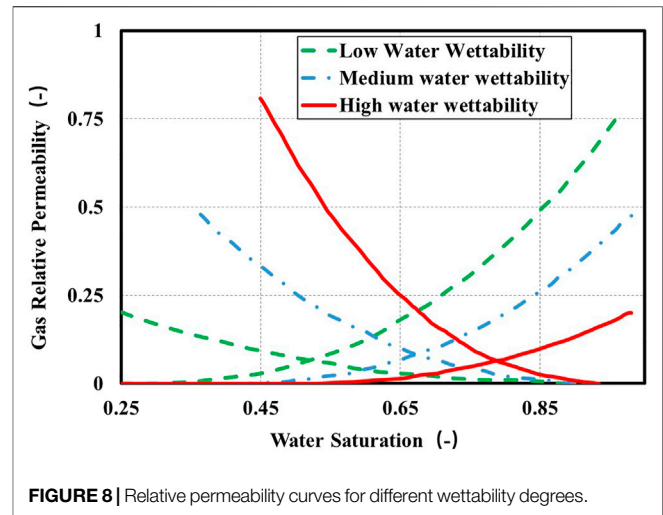 1
0.75
0.5
0.25
0
Gas Relative Permeability (-)
Low Water Wettability
Medium water wettability
High water wettability
0.25 0.45 0.65 0.85
Water Saturation (-)
FIGURE 8 | Relative permeability curves for different wettability degrees.